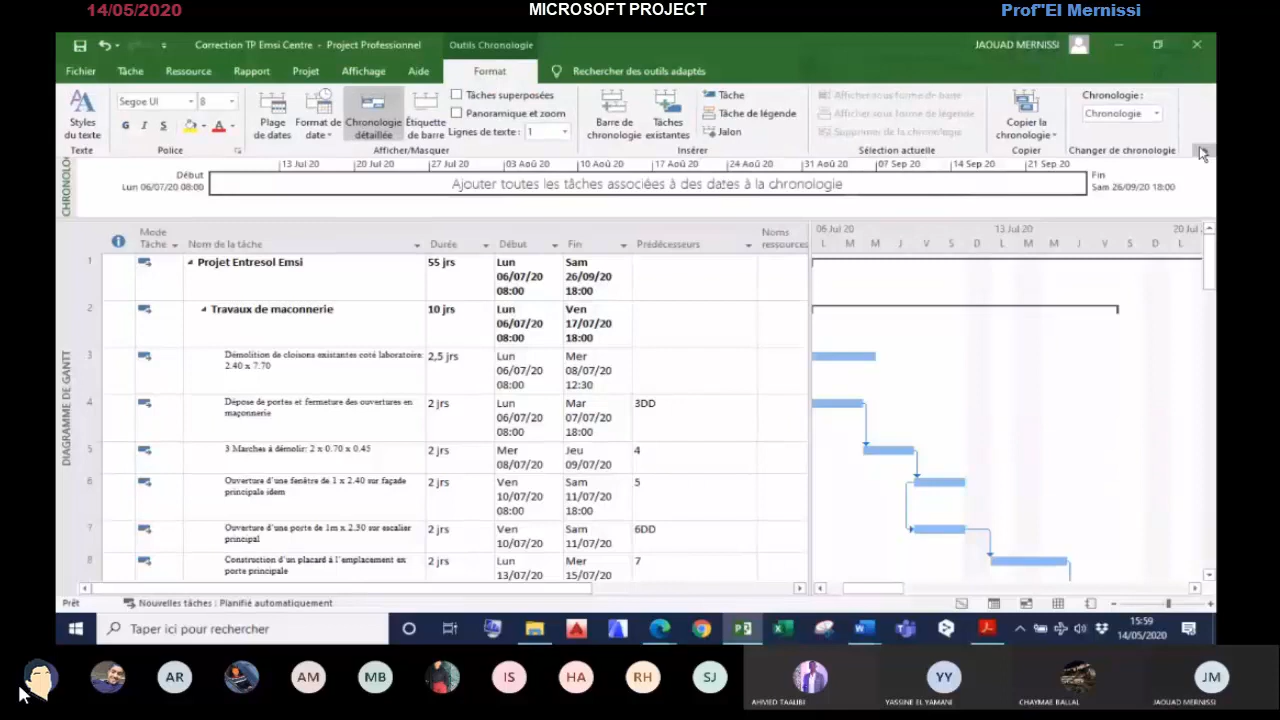 14/05/2020 MICROSOFT PROJECT Prof"El Mernissi
Correction TP Emsi Centre - Project Professionnel Outils Chronologie JAOUAD MERNISSI
Fichier Tâche Ressource Rapport Projet Affichage Aide Format Rechercher des outils adaptés
Styles du texte
Texte
Segoe UI 8
G I S A
Police
Plage de dates
Format de date
Chronologie détaillée
Étiquette de barre
Tâches superposées
Panoramique et zoom
Lignes de texte : 1
Afficher/Masquer
Barre de chronologie
Tâches existantes
Tâche
Tâche de légende
Jalon
Insérer
Afficher sous forme de barre
Afficher sous forme de légende
Supprimer de la chronologie
Sélection actuelle
Copier la chronologie
Copier
Chronologie :
Chronologie
Changer de chronologie
CHRONOLO
13 Jul 20 20 Jul 20 27 Jul 20 03 Aoû 20 10 Aoû 20 17 Aoû 20 24 Aoû 20 31 Aoû 20 07 Sep 20 14 Sep 20 21 Sep 20
Début
Lun 06/07/20 08:00
Ajouter toutes les tâches associées à des dates à la chronologie
Fin
Sam 26/09/20 18:00
DIAGRAMME DE GANTT
Mode Tâche Nom de la tâche Durée Début Fin Prédécesseurs Noms ressources
06 Jul 20 13 Jul 20 20 Jul 20
L M M J V S D L M M J V S D L
1 Projet Entresol Emsi 55 jrs Lun 06/07/20 08:00 Sam 26/09/20 18:00
2 Travaux de maconnerie 10 jrs Lun 06/07/20 08:00 Ven 17/07/20 18:00
3 Démolition de cloisons existantes coté laboratoire: 2.40 x 7.70 2,5 jrs Lun 06/07/20 08:00 Mer 08/07/20 12:30
4 Dépose de portes et fermeture des ouvertures en maçonnerie 2 jrs Lun 06/07/20 08:00 Mar 07/07/20 18:00 3DD
5 3 Marches à démolir: 2 x 0.70 x 0.45 2 jrs Mer 08/07/20 Jeu 09/07/20 4
6 Ouverture d'une fenêtre de 1 x 2.40 sur façade principale idem 2 jrs Ven 10/07/20 08:00 Sam 11/07/20 18:00 5
7 Ouverture d'une porte de 1m x 2.30 sur escalier principal 2 jrs Ven 10/07/20 Sam 11/07/20 6DD
8 Construction d'un placard à l'emplacement ex porte principale 2 jrs Lun 13/07/20 Mer 15/07/20 7
Prêt Nouvelles tâches : Planifié automatiquement
Taper ici pour rechercher
15:59
14/05/2020
AR AM MB IS HA RH SJ YY JM
AHMED TAALIBI YASSINE EL YAMANI CHAYMAE BALLAL JAOUAD MERNISSI